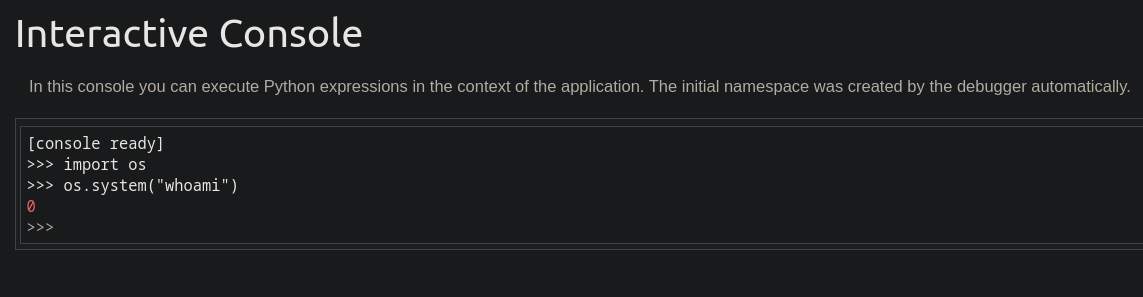 Interactive Console
In this console you can execute Python expressions in the context of the application. The initial namespace was created by the debugger automatically.
[console ready]
>>> import os
>>> os.system("whoami")
0
>>>